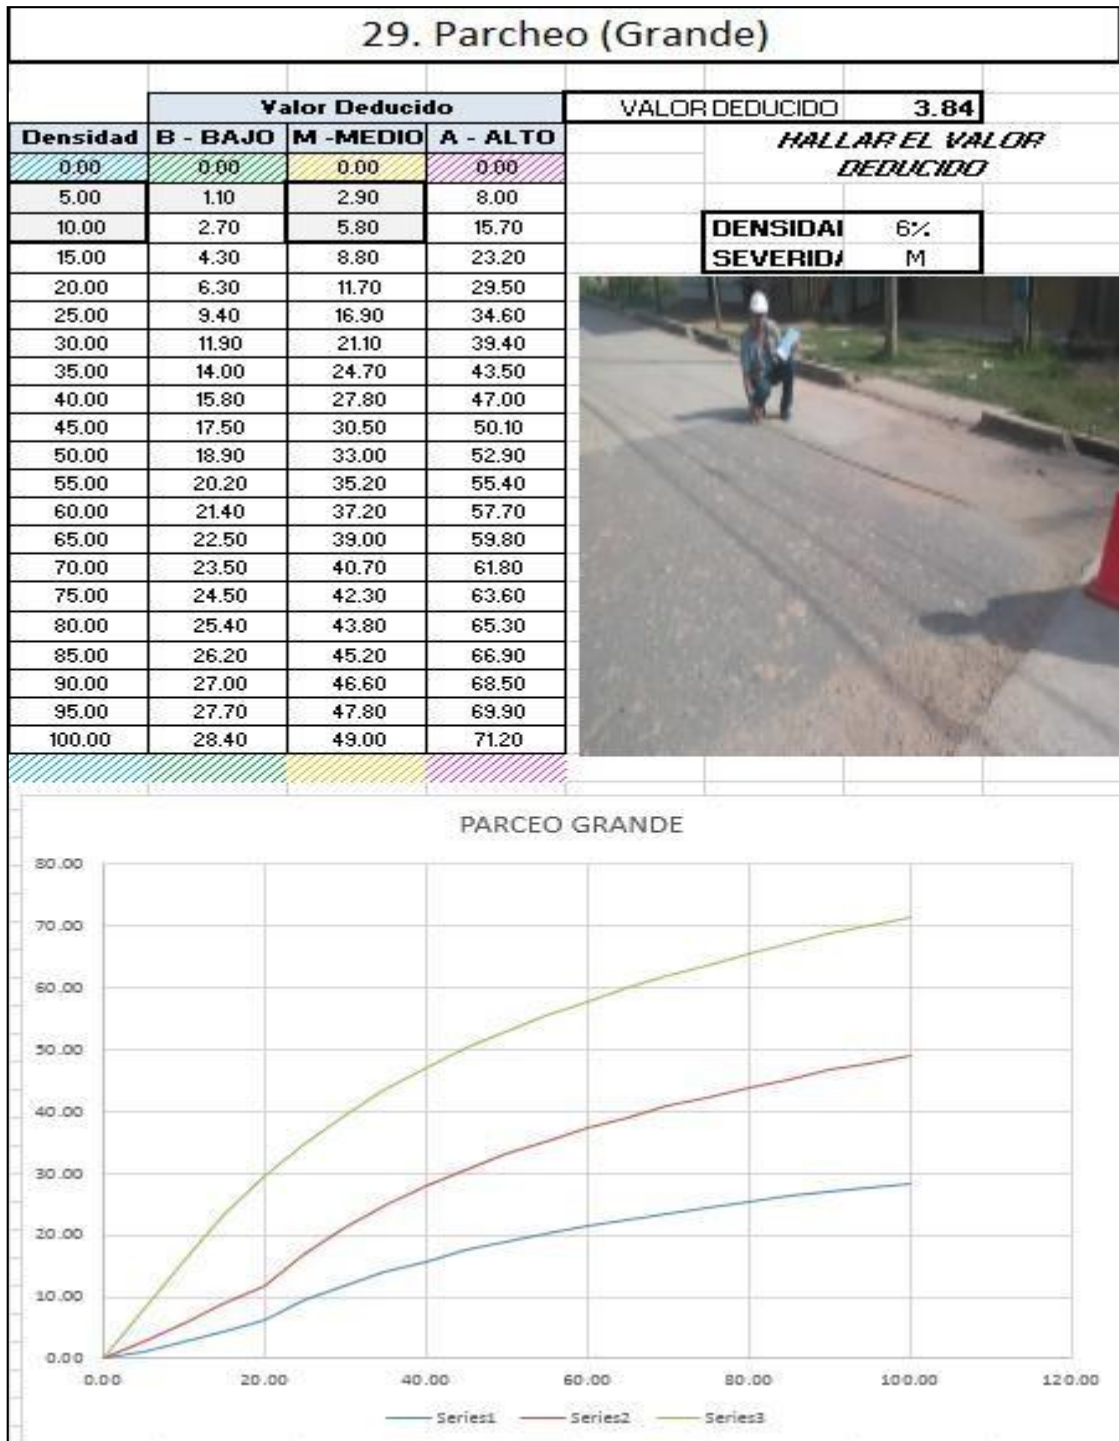 29. Parcheo (Grande)
Valor Deducido
VALOR DEDUCIDO 3.84
Densidad B - BAJO M -MEDIO A - ALTO
HALLAR EL VALOR
DEDUCIDO
0.00 0.00 0.00 0.00
5.00 1.10 2.90 8.00
10.00 2.70 5.80 15.70
DENSIDAI 6%
15.00 4.30 8.80 23.20
SEVERID/ M
20.00 6.30 11.70 29.50
25.00 9.40 16.90 34.60
30.00 11.90 21.10 39.40
35.00 14.00 24.70 43.50
40.00 15.80 27.80 47.00
45.00 17.50 30.50 50.10
50.00 18.90 33.00 52.90
55.00 20.20 35.20 55.40
60.00 21.40 37.20 57.70
65.00 22.50 39.00 59.80
70.00 23.50 40.70 61.80
75.00 24.50 42.30 63.60
80.00 25.40 43.80 65.30
85.00 26.20 45.20 66.90
90.00 27.00 46.60 68.50
95.00 27.70 47.80 69.90
100.00 28.40 49.00 71.20
PARCEO GRANDE
80.00
70.00
60.00
50.00
40.00
30.00
20.00
10.00
0.00
0.00 20.00 40.00 60.00 80.00 100.00 120.00
Series1 Series2 Series3